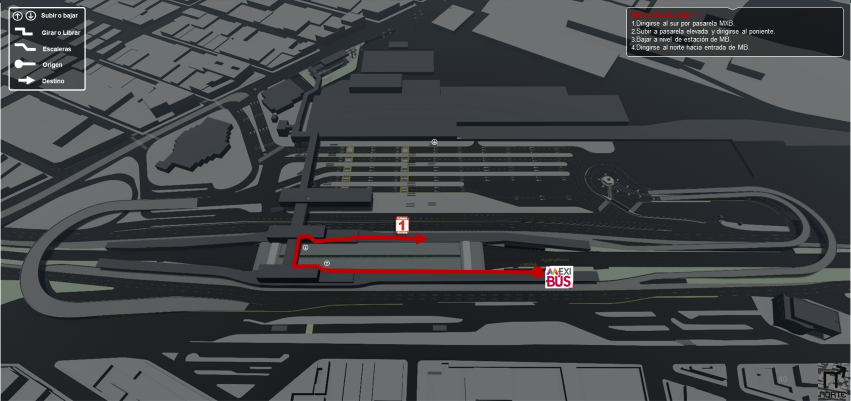 Subir o bajar
Girar o Librar
Escaleras
Origen
Destino
1.Dirigirse al sur por pasarela MXB.
2.Subir a pasarela elevada y dirigirse al poniente.
3.Bajar a nivel de estación de MB.
4.Dirigirse al norte hacia entrada de MB.
1
MEXI
BÚS
NORTE